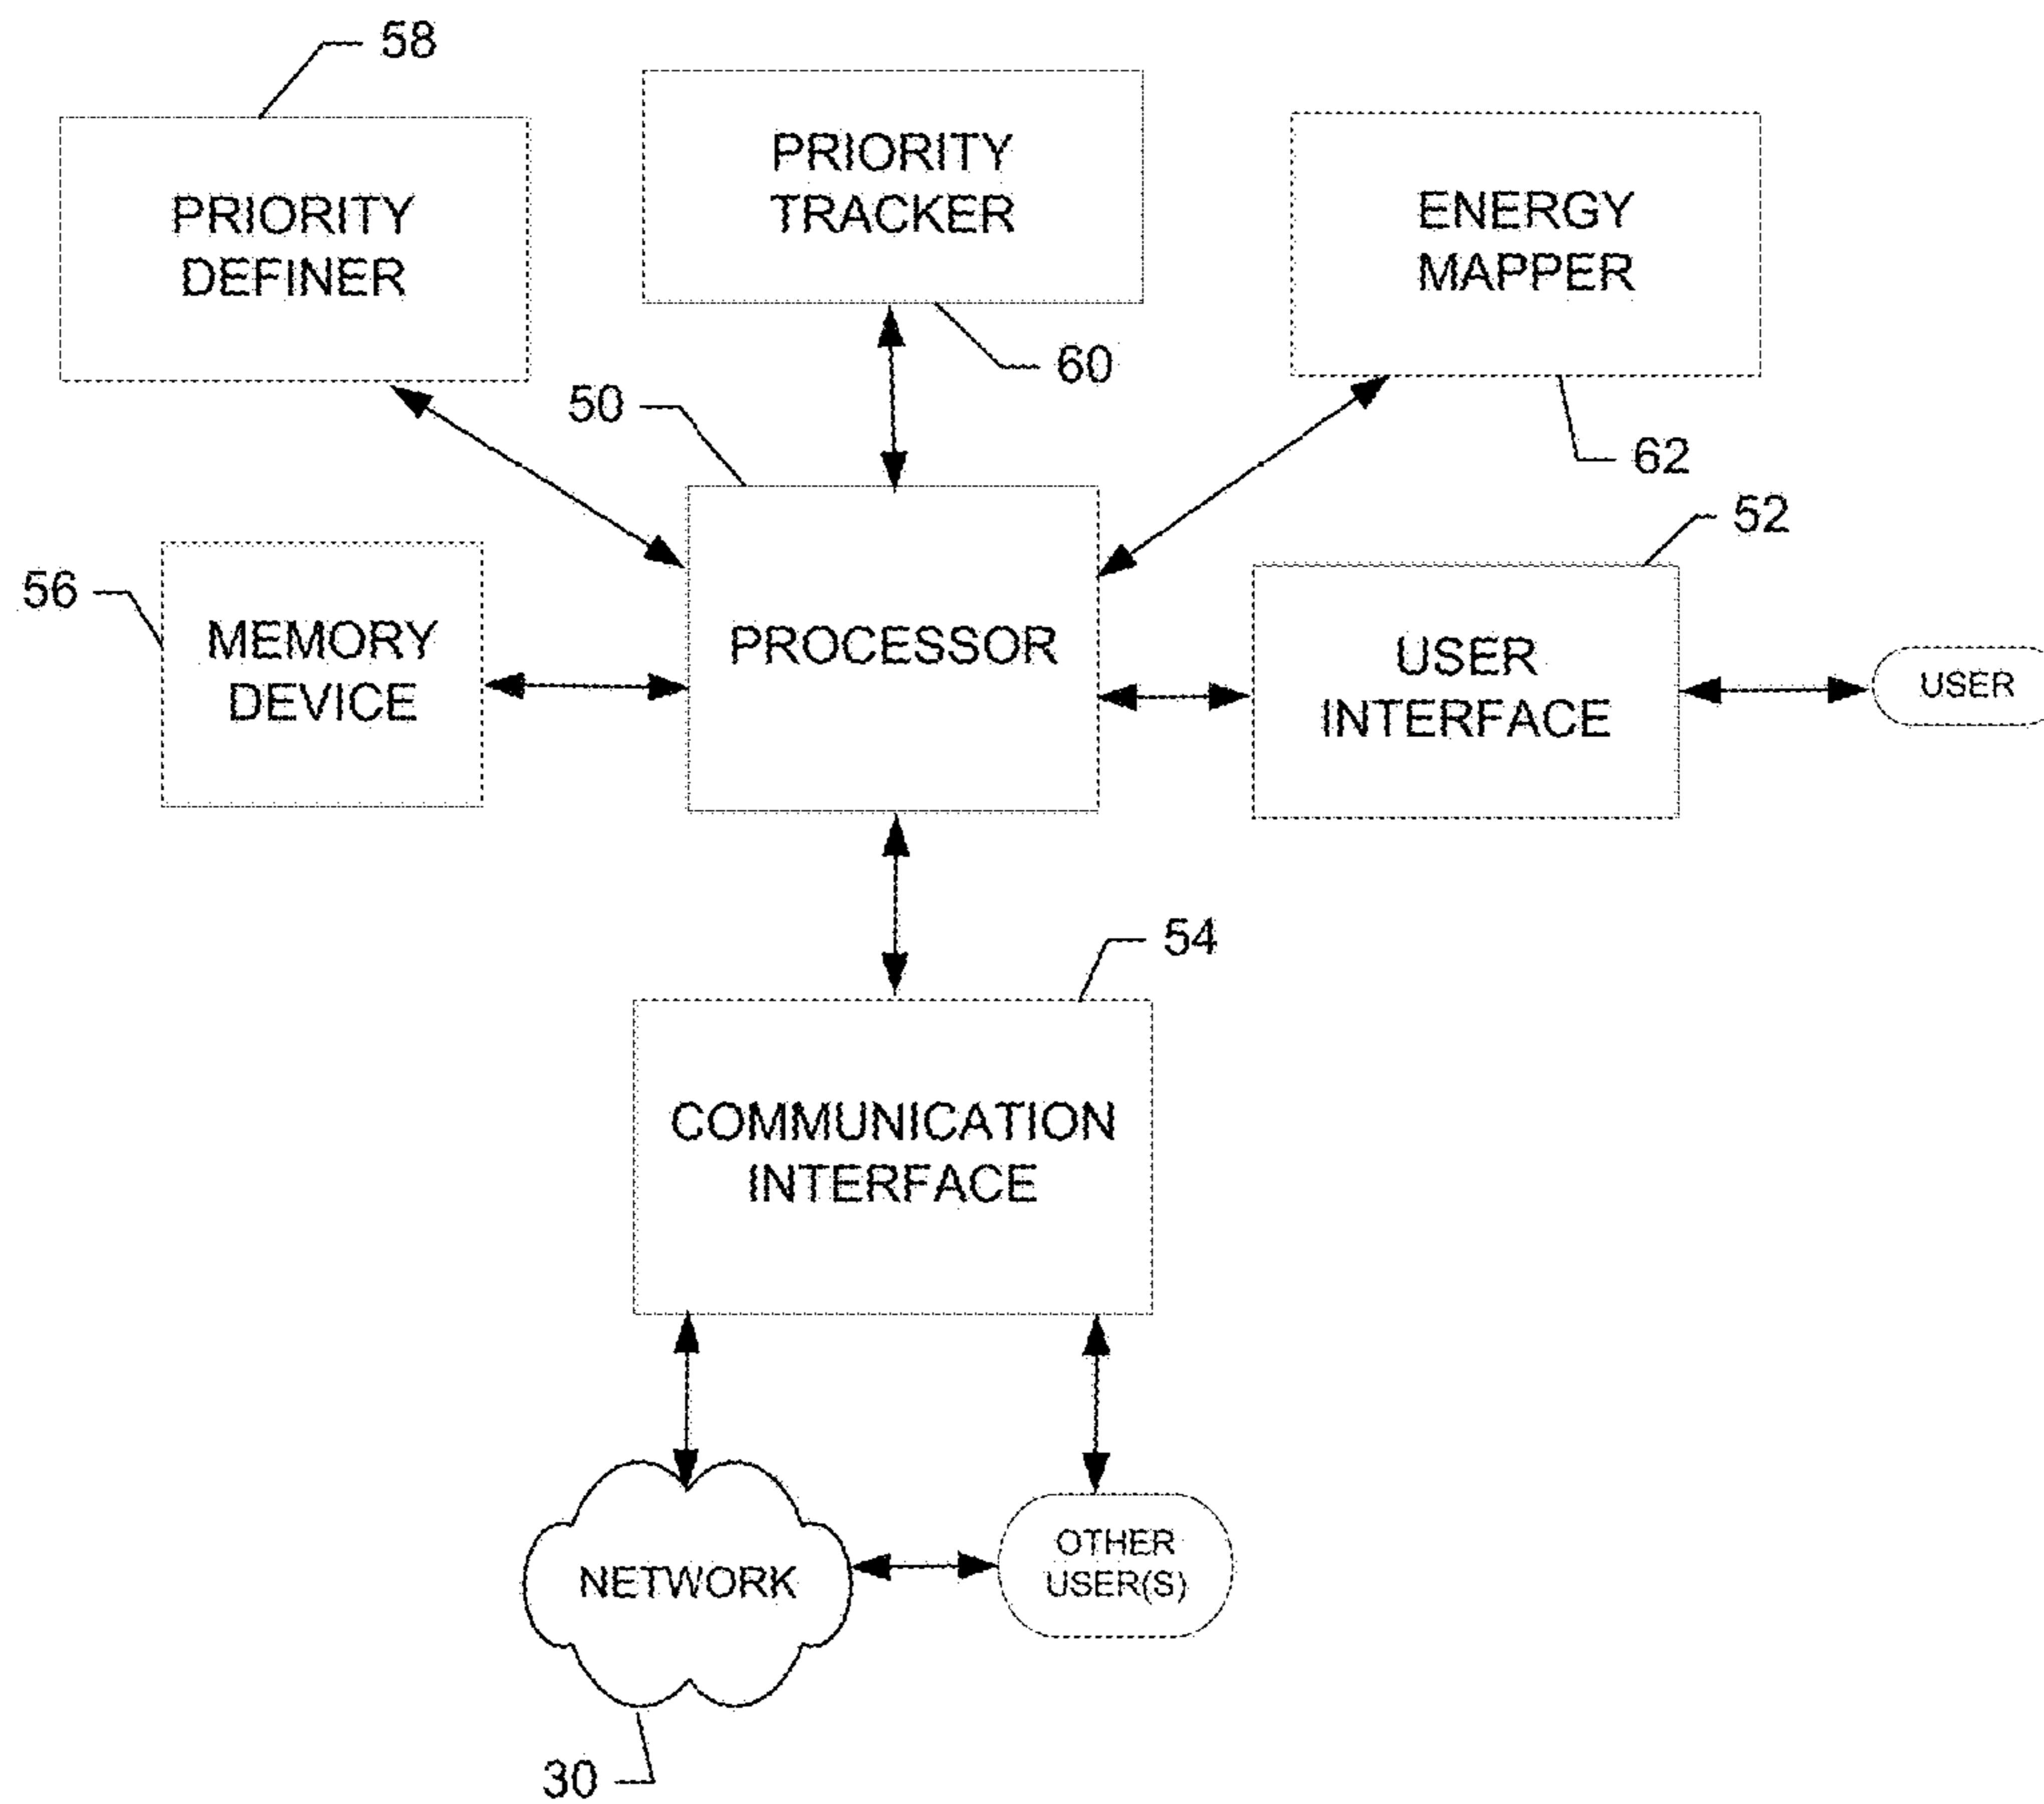 58
PRIORITY
DEFINER
PRIORITY
TRACKER
60
ENERGY
MAPPER
62
50
PROCESSOR
56
MEMORY
DEVICE
52
USER
INTERFACE
USER
54
COMMUNICATION
INTERFACE
NETWORK
30
OTHER
USER(S)